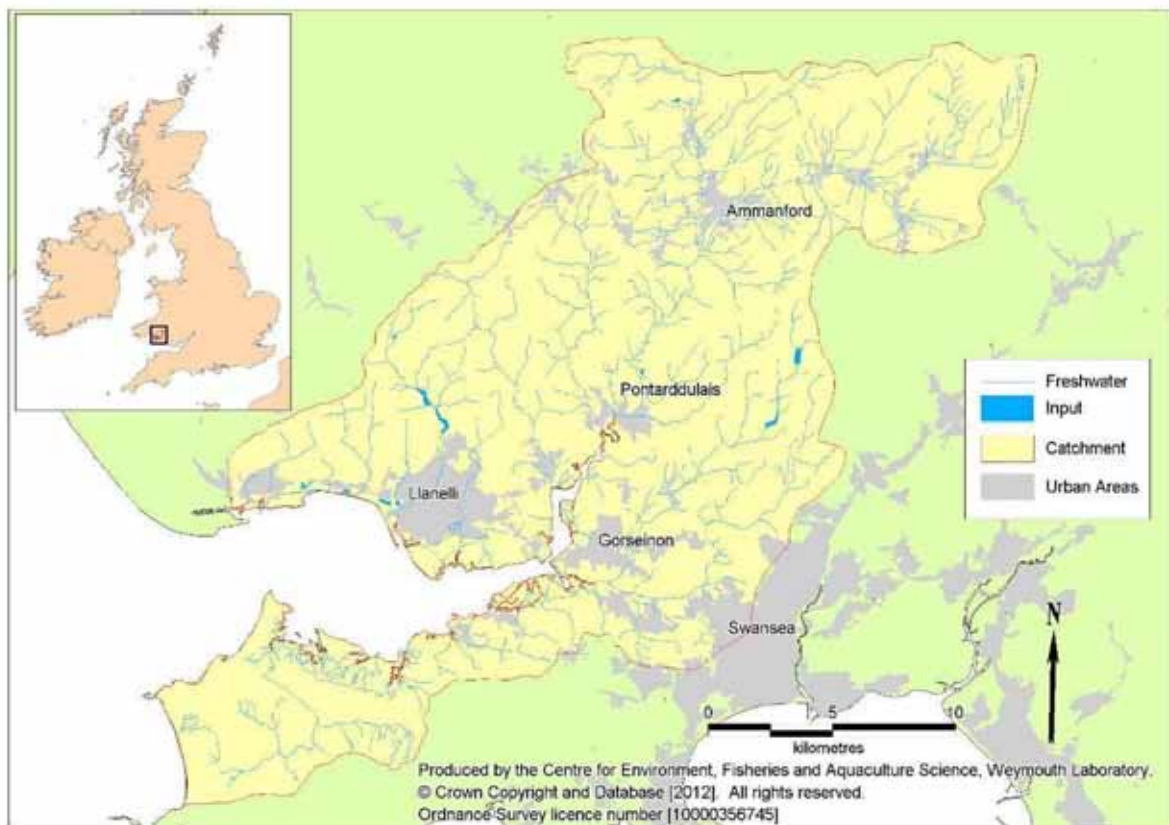 Ammanford
Pontarddulais
Freshwater
Input
Catchment
Urban Areas
Llanelli
Gorseinon
Swansea
N
0 5 10
kilometres
Produced by the Centre for Environment, Fisheries and Aquaculture Science, Weymouth Laboratory.
© Crown Copyright and Database [2012]. All rights reserved.
Ordnance Survey licence number [10000356745]